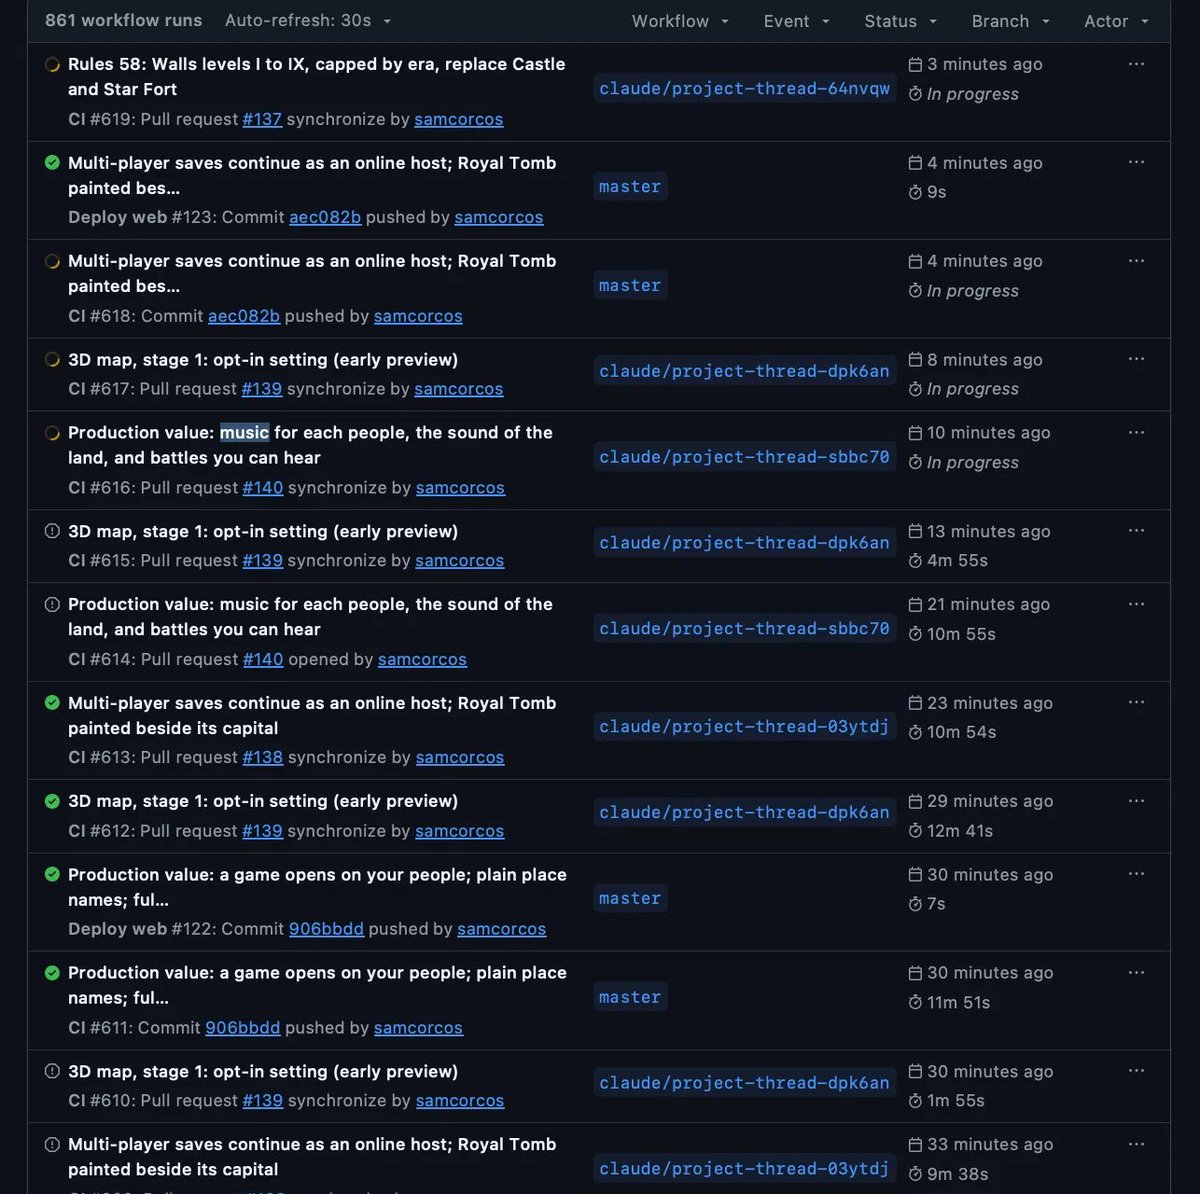 861 workflow runs Auto-refresh: 30s Workflow Event Status Branch Actor
Rules 58: Walls levels I to IX, capped by era, replace Castle
and Star Fort
CI #619: Pull request #137 synchronize by samcorcos
claude/project-thread-64nvqw
3 minutes ago
In progress
Multi-player saves continue as an online host; Royal Tomb
painted bes...
Deploy web #123: Commit aec082b pushed by samcorcos
master
4 minutes ago
9s
Multi-player saves continue as an online host; Royal Tomb
painted bes...
CI #618: Commit aec082b pushed by samcorcos
master
4 minutes ago
In progress
3D map, stage 1: opt-in setting (early preview)
CI #617: Pull request #139 synchronize by samcorcos
claude/project-thread-dpk6an
8 minutes ago
In progress
Production value: music for each people, the sound of the
land, and battles you can hear
CI #616: Pull request #140 synchronize by samcorcos
claude/project-thread-sbbc70
10 minutes ago
In progress
3D map, stage 1: opt-in setting (early preview)
CI #615: Pull request #139 synchronize by samcorcos
claude/project-thread-dpk6an
13 minutes ago
4m 55s
Production value: music for each people, the sound of the
land, and battles you can hear
CI #614: Pull request #140 opened by samcorcos
claude/project-thread-sbbc70
21 minutes ago
10m 55s
Multi-player saves continue as an online host; Royal Tomb
painted beside its capital
CI #613: Pull request #138 synchronize by samcorcos
claude/project-thread-03ytdj
23 minutes ago
10m 54s
3D map, stage 1: opt-in setting (early preview)
CI #612: Pull request #139 synchronize by samcorcos
claude/project-thread-dpk6an
29 minutes ago
12m 41s
Production value: a game opens on your people; plain place
names; ful...
Deploy web #122: Commit 906bbdd pushed by samcorcos
master
30 minutes ago
7s
Production value: a game opens on your people; plain place
names; ful...
CI #611: Commit 906bbdd pushed by samcorcos
master
30 minutes ago
11m 51s
3D map, stage 1: opt-in setting (early preview)
CI #610: Pull request #139 synchronize by samcorcos
claude/project-thread-dpk6an
30 minutes ago
1m 55s
Multi-player saves continue as an online host; Royal Tomb
painted beside its capital
claude/project-thread-03ytdj
33 minutes ago
9m 38s